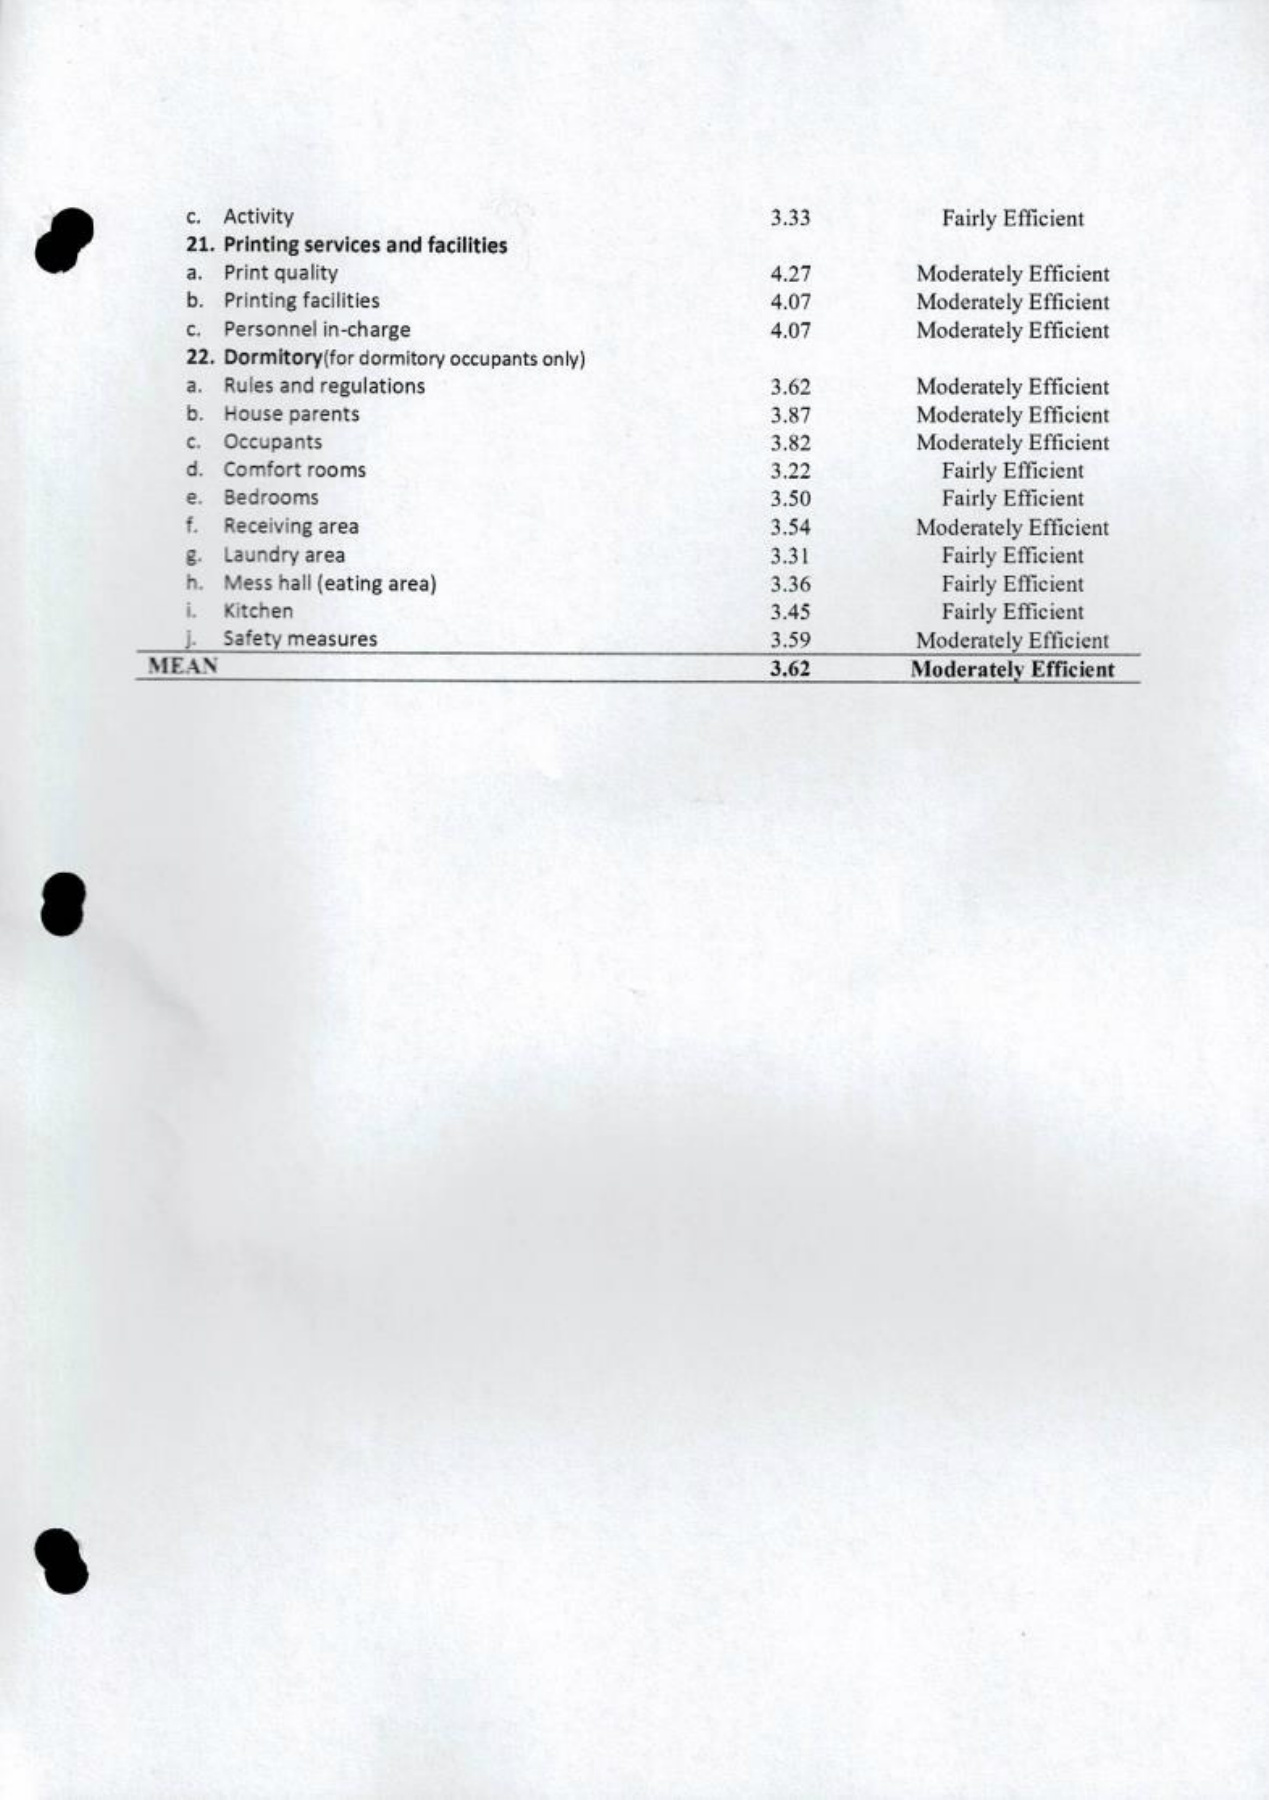 c. Activity 3.33 Fairly Efficient
21. Printing services and facilities
a. Print quality 4.27 Moderately Efficient
b. Printing facilities 4.07 Moderately Efficient
c. Personnel in-charge 4.07 Moderately Efficient
22. Dormitory(for dormitory occupants only)
a. Rules and regulations 3.62 Moderately Efficient
b. House parents 3.87 Moderately Efficient
c. Occupants 3.82 Moderately Efficient
d. Comfort rooms 3.22 Fairly Efficient
e. Bedrooms 3.50 Fairly Efficient
f. Receiving area 3.54 Moderately Efficient
g. Laundry area 3.31 Fairly Efficient
h. Mess hall (eating area) 3.36 Fairly Efficient
i. Kitchen 3.45 Fairly Efficient
j. Safety measures 3.59 Moderately Efficient
MEAN 3.62 Moderately Efficient